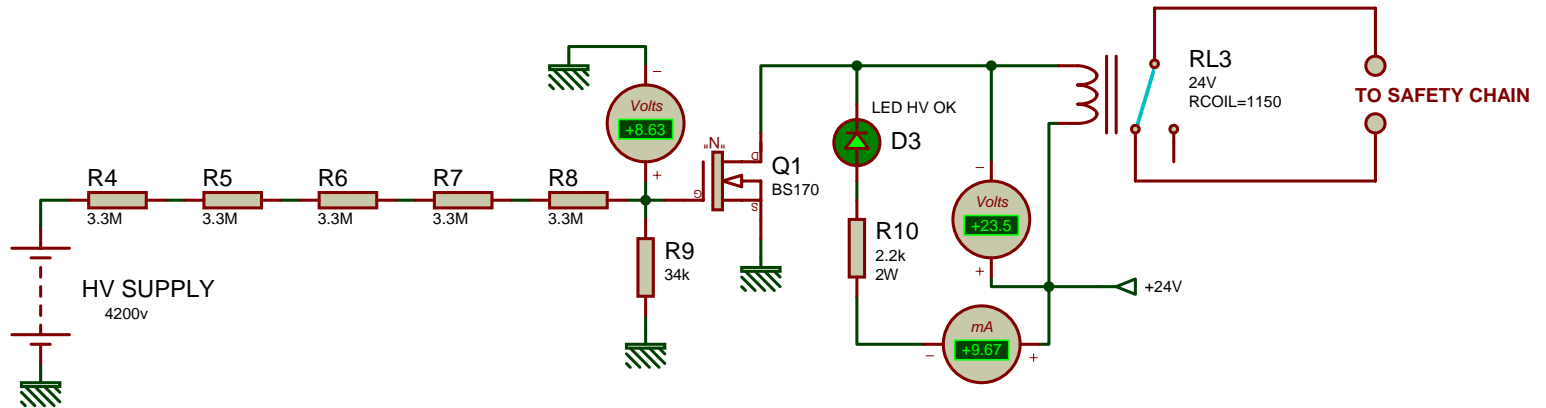 R4
3.3M
R5
3.3M
R6
3.3M
R7
3.3M
R8
3.3M
HV SUPPLY
4200v
−
Volts
+8.63
+
R9
34k
„N"
D
G
S
Q1
BS170
LED HV OK
D3
R10
2.2k
2W
−
Volts
+23.5
+
mA
+9.67
−
+
+24V
RL3
24V
RCOIL=1150
TO SAFETY CHAIN